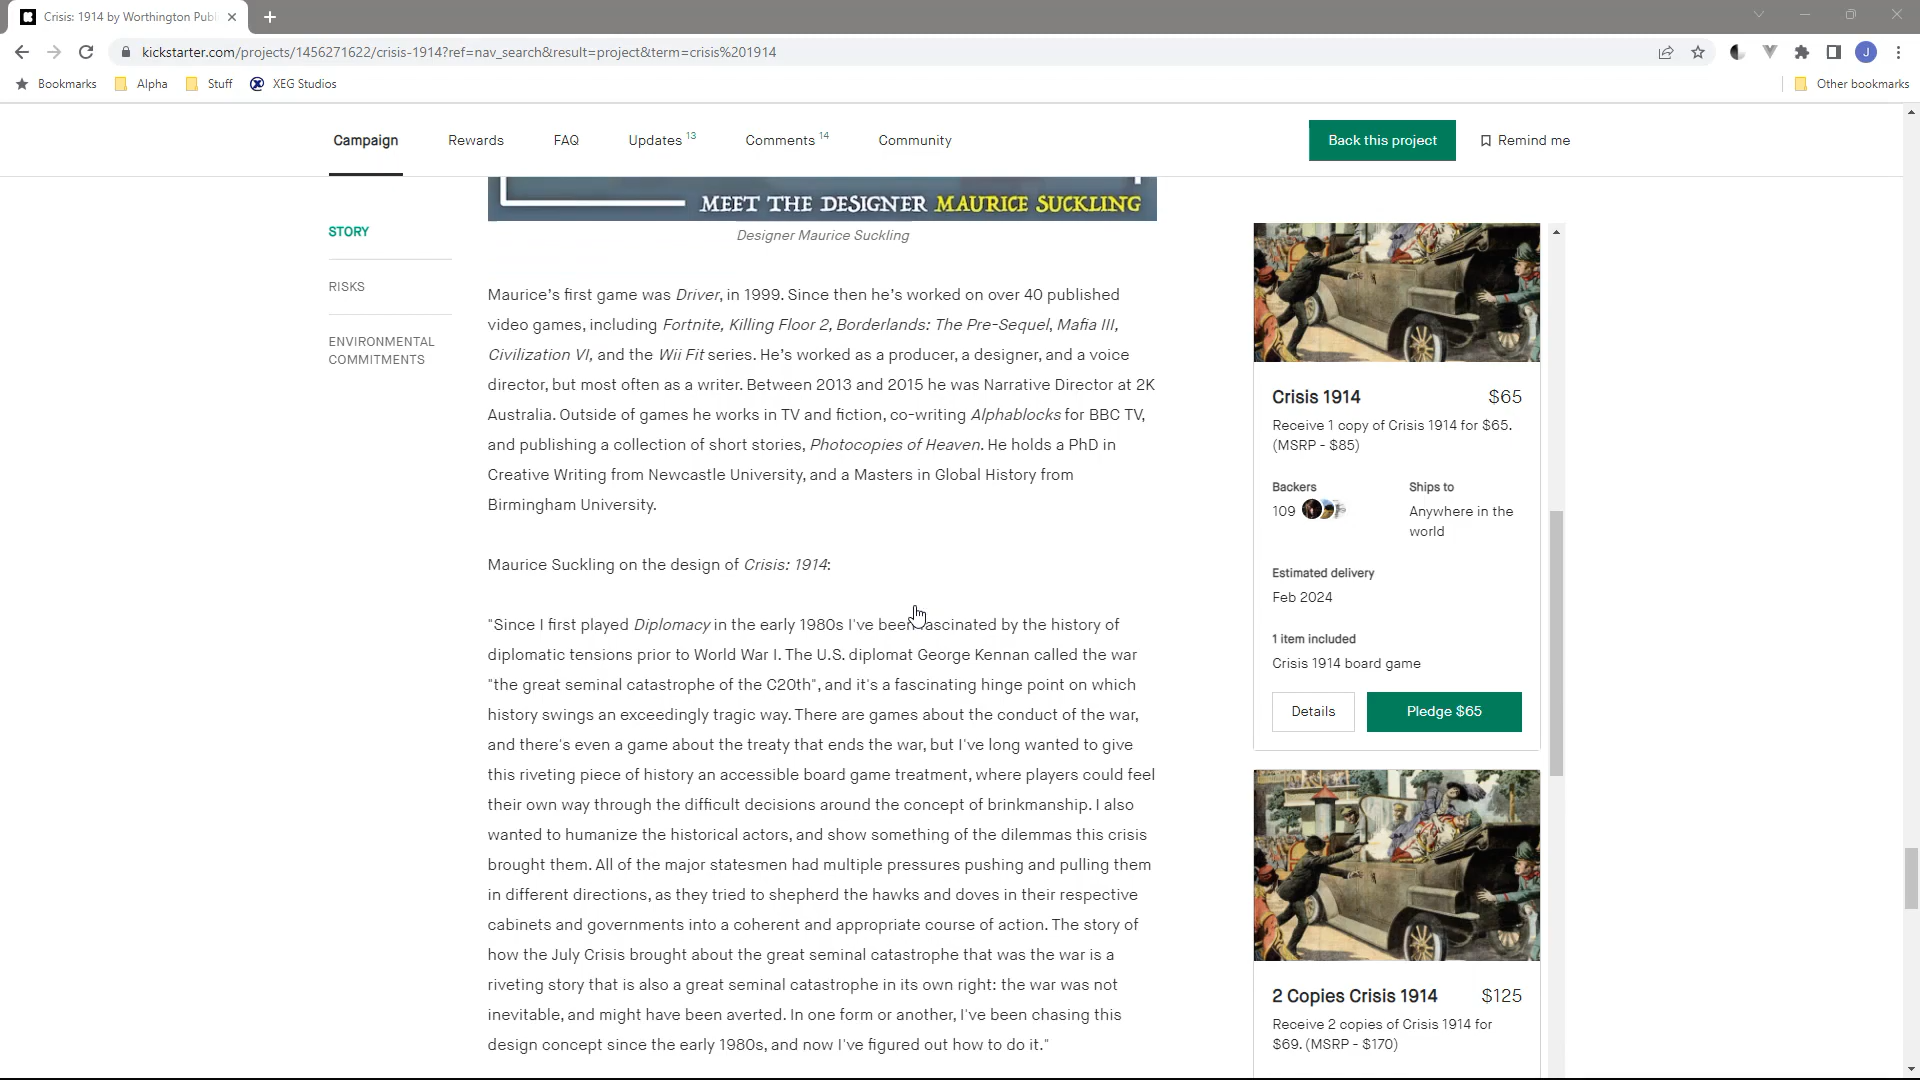 Crisis: 1914 by Worthington Publ
kickstarter.com/projects/1456271622/crisis-1914?ref=nav_search&result=project&term=crisis%201914
J
Bookmarks
Alpha
Stuff
XEG Studios
Other bookmarks
Campaign
Rewards
FAQ
Updates 13
Comments 14
Community
Back this project
Remind me
STORY
RISKS
ENVIRONMENTAL
COMMITMENTS
MEET THE DESIGNER MAURICE SUCKLING
Designer Maurice Suckling
Maurice's first game was Driver, in 1999. Since then he's worked on over 40 published
video games, including Fortnite, Killing Floor 2, Borderlands: The Pre-Sequel, Mafia III,
Civilization VI, and the Wii Fit series. He's worked as a producer, a designer, and a voice
director, but most often as a writer. Between 2013 and 2015 he was Narrative Director at 2K
Australia. Outside of games he works in TV and fiction, co-writing Alphablocks for BBC TV,
and publishing a collection of short stories, Photocopies of Heaven. He holds a PhD in
Creative Writing from Newcastle University, and a Masters in Global History from
Birmingham University.
Maurice Suckling on the design of Crisis: 1914:
"Since I first played Diplomacy in the early 1980s I've been fascinated by the history of
diplomatic tensions prior to World War I. The U.S. diplomat George Kennan called the war
"the great seminal catastrophe of the C20th", and it's a fascinating hinge point on which
history swings an exceedingly tragic way. There are games about the conduct of the war,
and there's even a game about the treaty that ends the war, but I've long wanted to give
this riveting piece of history an accessible board game treatment, where players could feel
their own way through the difficult decisions around the concept of brinkmanship. I also
wanted to humanize the historical actors, and show something of the dilemmas this crisis
brought them. All of the major statesmen had multiple pressures pushing and pulling them
in different directions, as they tried to shepherd the hawks and doves in their respective
cabinets and governments into a coherent and appropriate course of action. The story of
how the July Crisis brought about the great seminal catastrophe that was the war is a
riveting story that is also a great seminal catastrophe in its own right: the war was not
inevitable, and might have been averted. In one form or another, I've been chasing this
design concept since the early 1980s, and now I've figured out how to do it."
Crisis 1914 $65
Receive 1 copy of Crisis 1914 for $65.
(MSRP - $85)
Backers
109
Ships to
Anywhere in the
world
Estimated delivery
Feb 2024
1 item included
Crisis 1914 board game
Details
Pledge $65
2 Copies Crisis 1914 $125
Receive 2 copies of Crisis 1914 for
$69. (MSRP - $170)